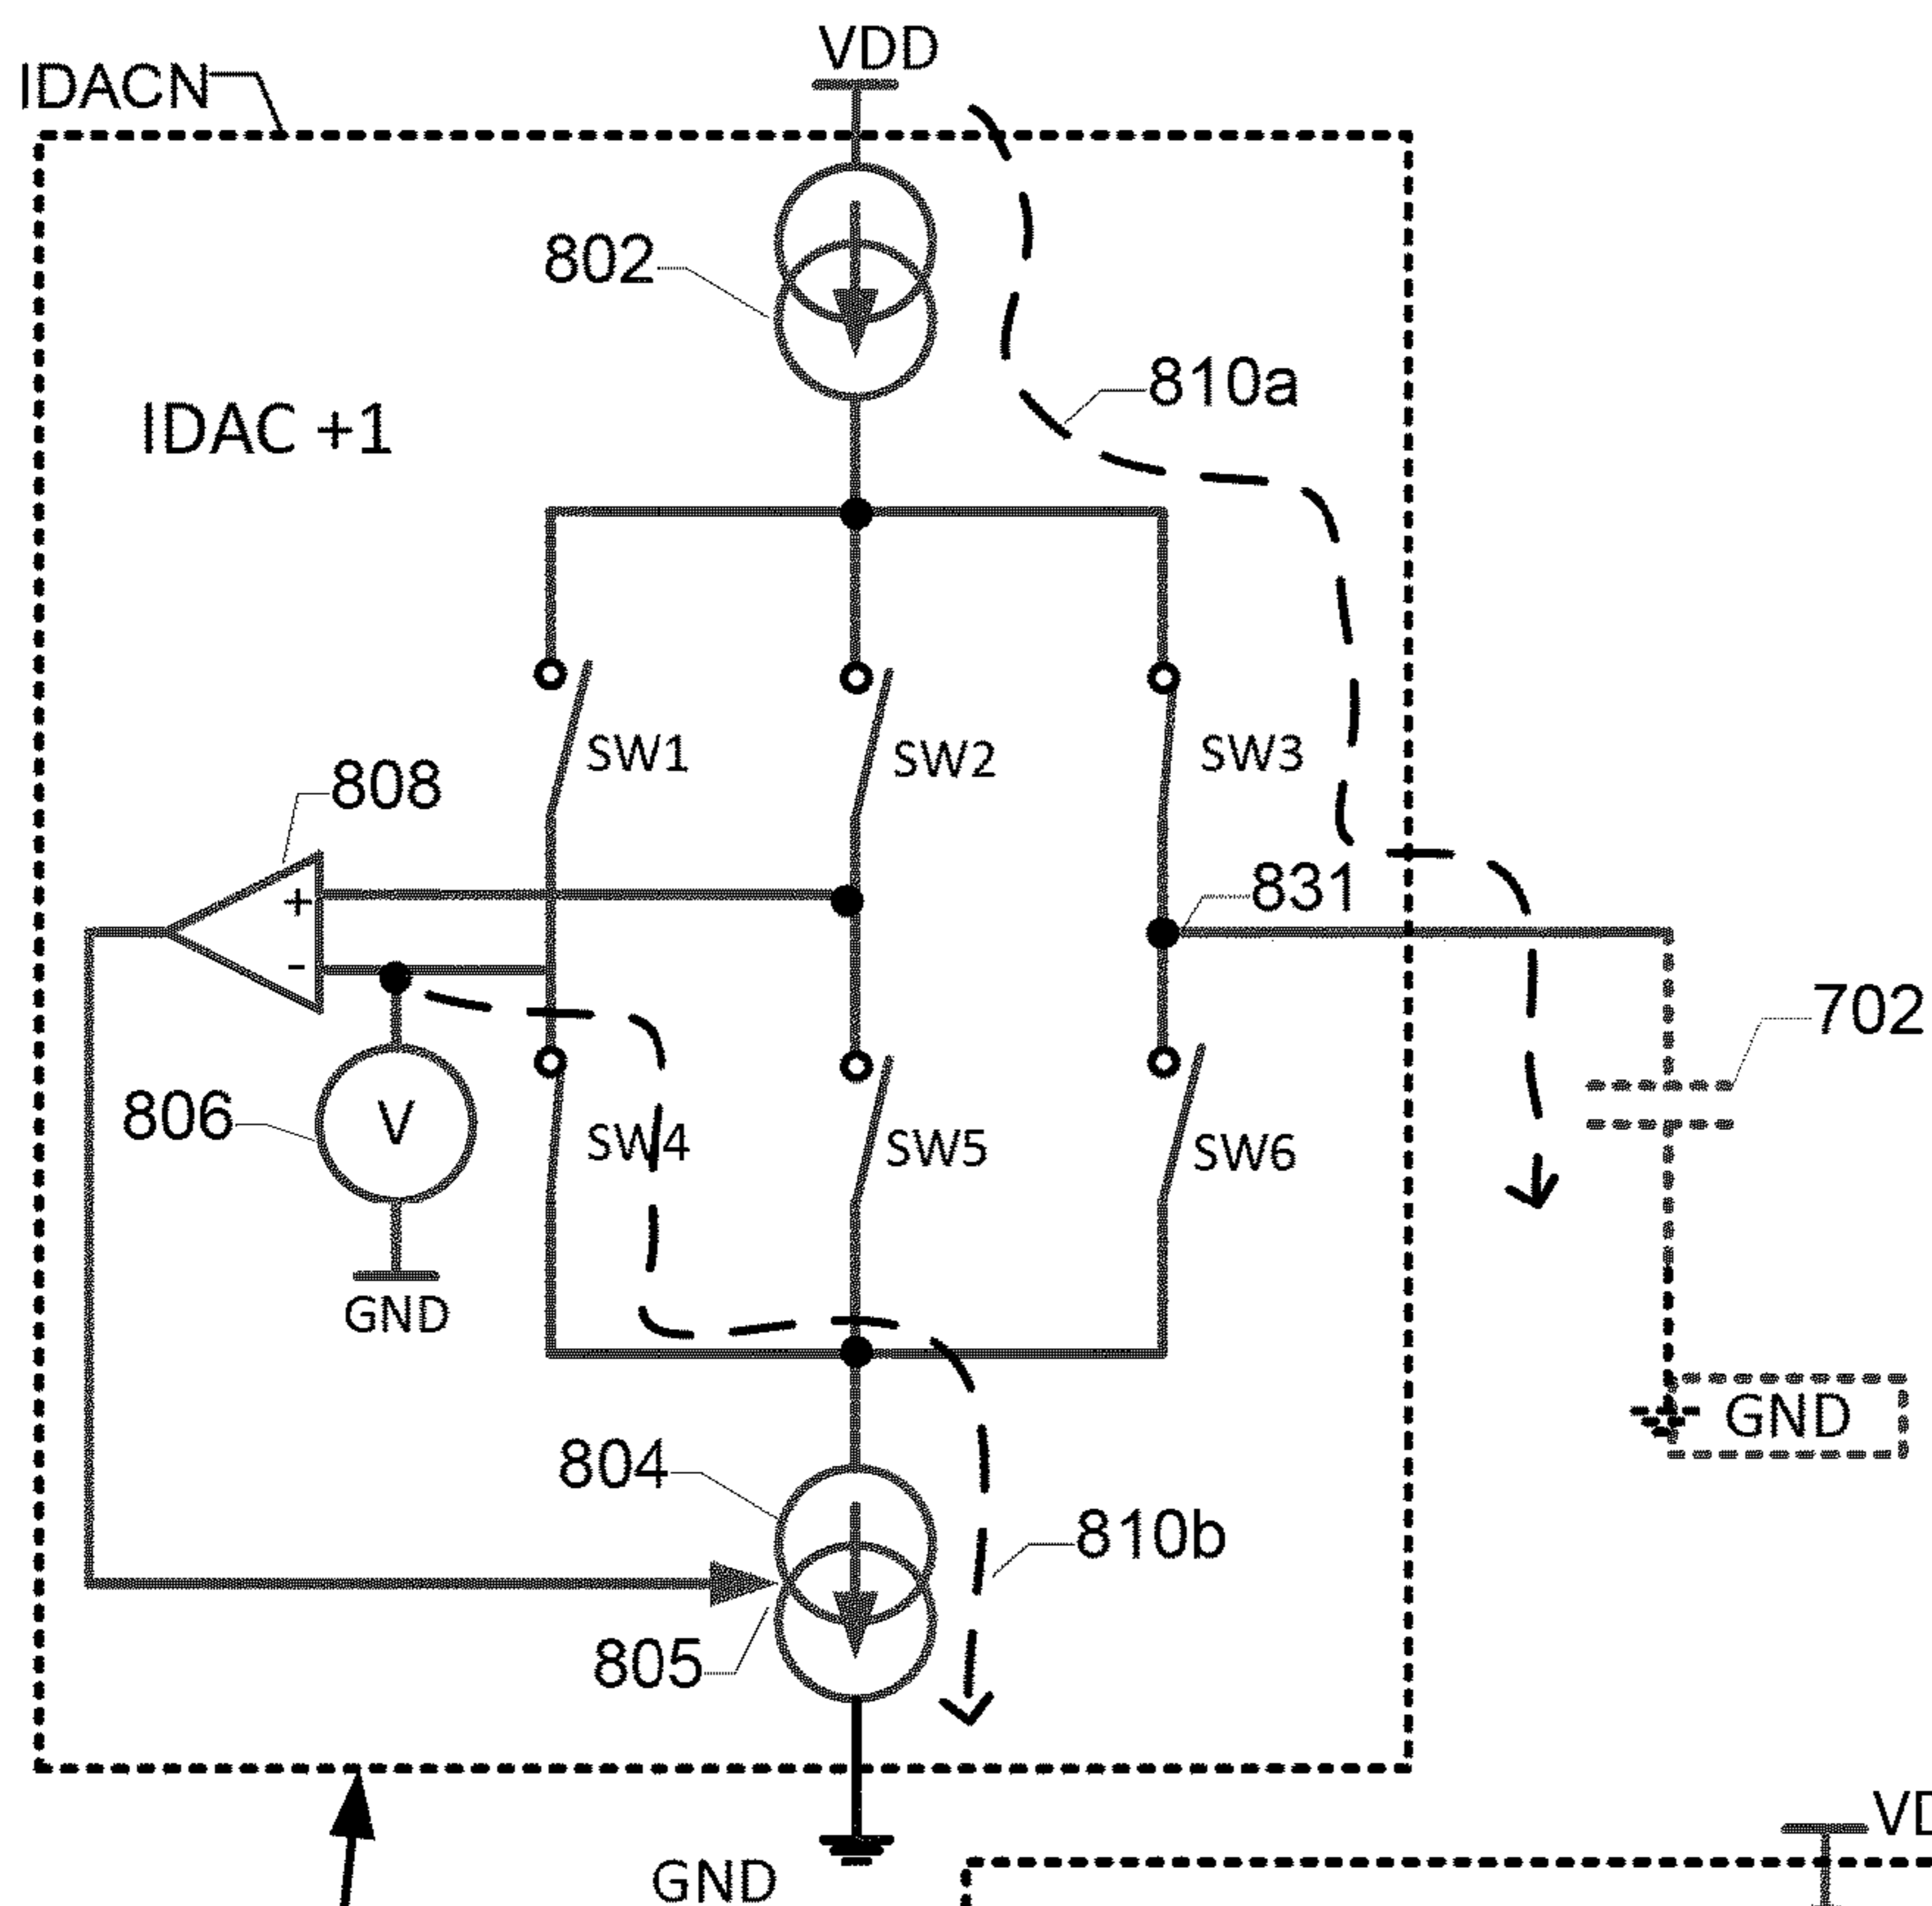 VDD
IDACN
802
810a
IDAC +1
SW1
SW2
SW3
808
831
+
-
702
806
V
SW4
SW5
SW6
GND
GND
804
810b
805
GND